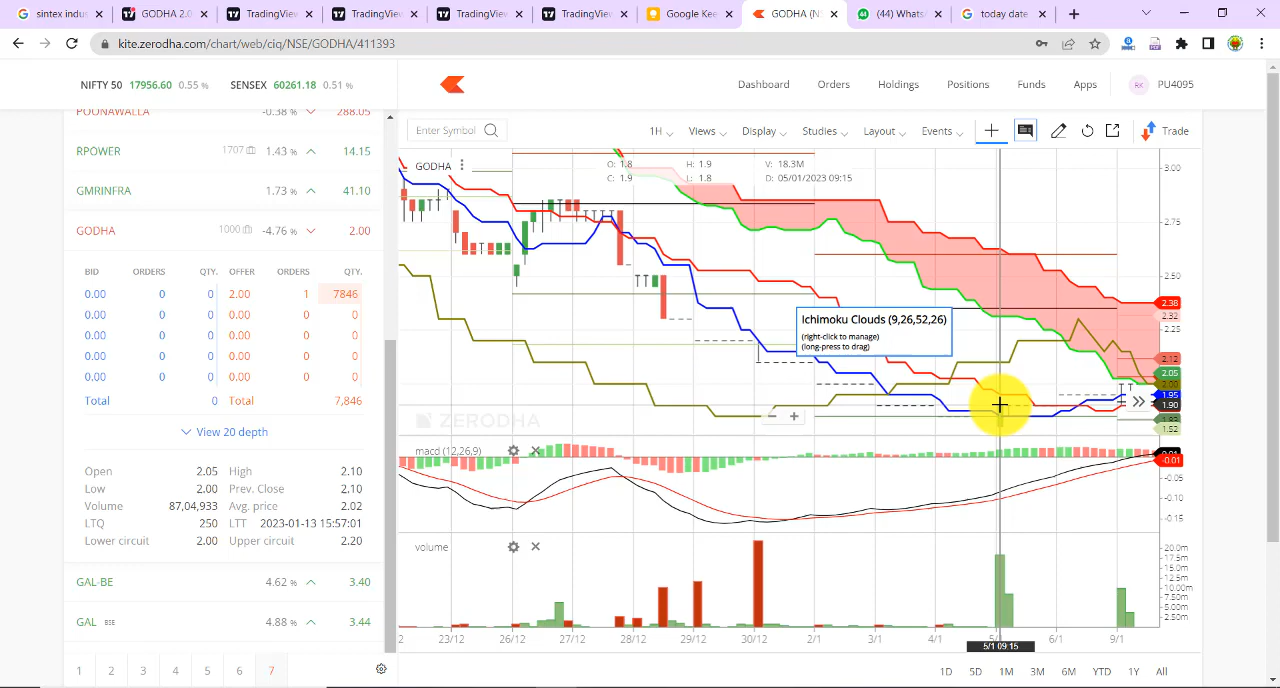 sintex indus
GODHA 2.0
TradingView
TradingView
TradingView
TradingView
Google Kee
GODHA (N
(44) Whats
today date
kite.zerodha.com/chart/web/ciq/NSE/GODHA/411393
NIFTY 50 17956.60 0.55 % SENSEX 60261.18 0.51 %
Dashboard Orders Holdings Positions Funds Apps RK PU4095
POONAWALLA -0.38 % 288.05
RPOWER 1707 1.43 % 14.15
GMRINFRA 1.73 % 41.10
GODHA 1000 -4.76 % 2.00
BID ORDERS QTY. OFFER ORDERS QTY.
0.00 0 0 2.00 1 7846
0.00 0 0 0.00 0 0
0.00 0 0 0.00 0 0
0.00 0 0 0.00 0 0
0.00 0 0 0.00 0 0
Total 0 Total 7,846
View 20 depth
Open 2.05 High 2.10
Low 2.00 Prev. Close 2.10
Volume 87,04,933 Avg. price 2.02
LTQ 250 LTT 2023-01-13 15:57:01
Lower circuit 2.00 Upper circuit 2.20
GAL-BE 4.62 % 3.40
GAL BSE 4.88 % 3.44
1 2 3 4 5 6
Enter Symbol 1H Views Display Studies Layout Events Trade
GODHA
O: 1.8 H: 1.9 V: 18.3M
C: 1.9 L: 1.8 D: 05/01/2023 09:15
Ichimoku Clouds (9,26,52,26)
(right-click to manage)
(long-press to drag)
ZERODHA
3.00
2.75
2.50
2.38
2.32
2.25
2.12
2.05
2.00
1.95
1.90
1.52
macd (12,26,9)
-0.01
-0.05
-0.10
-0.15
volume
20.0m
17.5m
15.0m
12.5m
10.00m
7.50m
5.00m
2.50m
2 23/12 26/12 27/12 28/12 29/12 30/12 2/1 3/1 4/1 6/1 9/1
5/1 09:15
1D 5D 1M 3M 6M YTD 1Y All